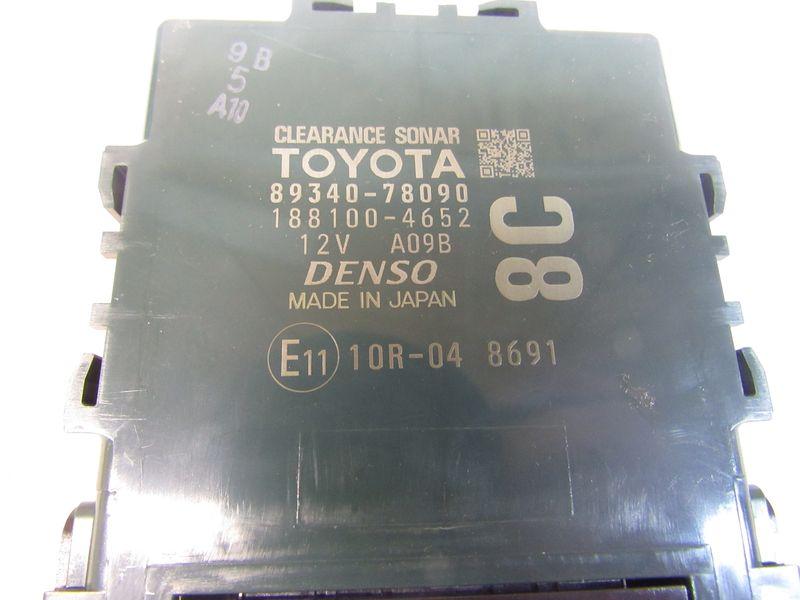 9B
5
A10
CLEARANCE SONAR
TOYOTA
89340-78090
188100-4652
12V A09B
DENSO
MADE IN JAPAN
8C
E11 10R-04 8691